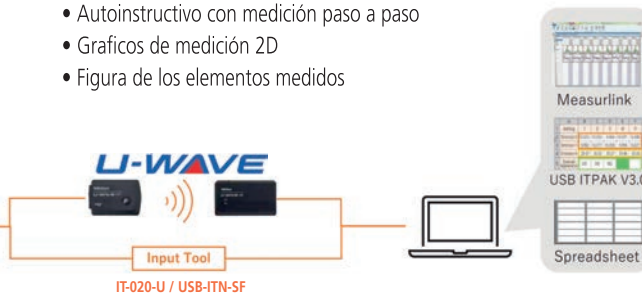 • Autoinstructivo con medición paso a paso
• Graficos de medición 2D
• Figura de los elementos medidos
Measurlink
U-WAVE
USB ITPAK V3.0
Input Tool
Spreadsheet
IT-020-U / USB-ITN-SF